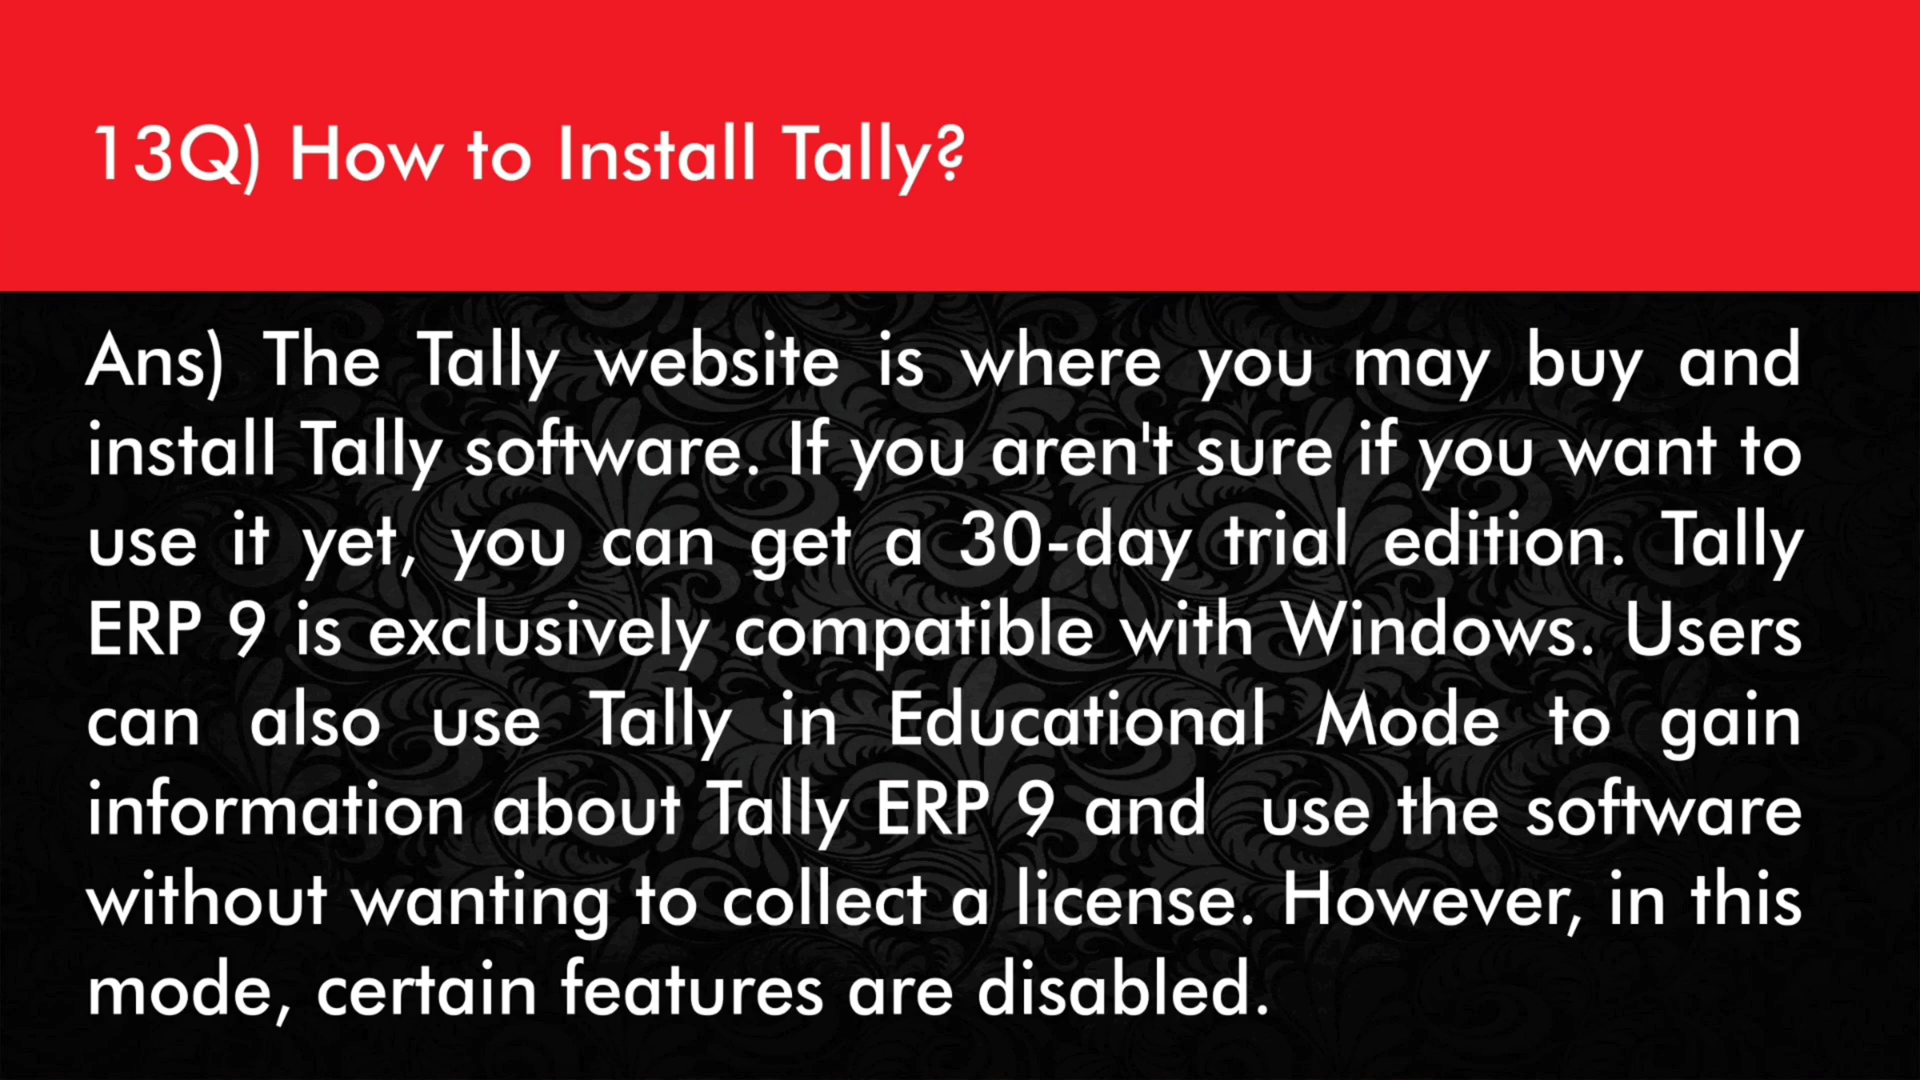 13Q) How to Install Tally?
Ans) The Tally website is where you may buy and
install Tally software. If you aren't sure if you want to
use it yet, you can get a 30-day trial edition. Tally
ERP 9 is exclusively compatible with Windows. Users
can also use Tally in Educational Mode to gain
information about Tally ERP 9 and  use the software
without wanting to collect a license. However, in this
mode, certain features are disabled.